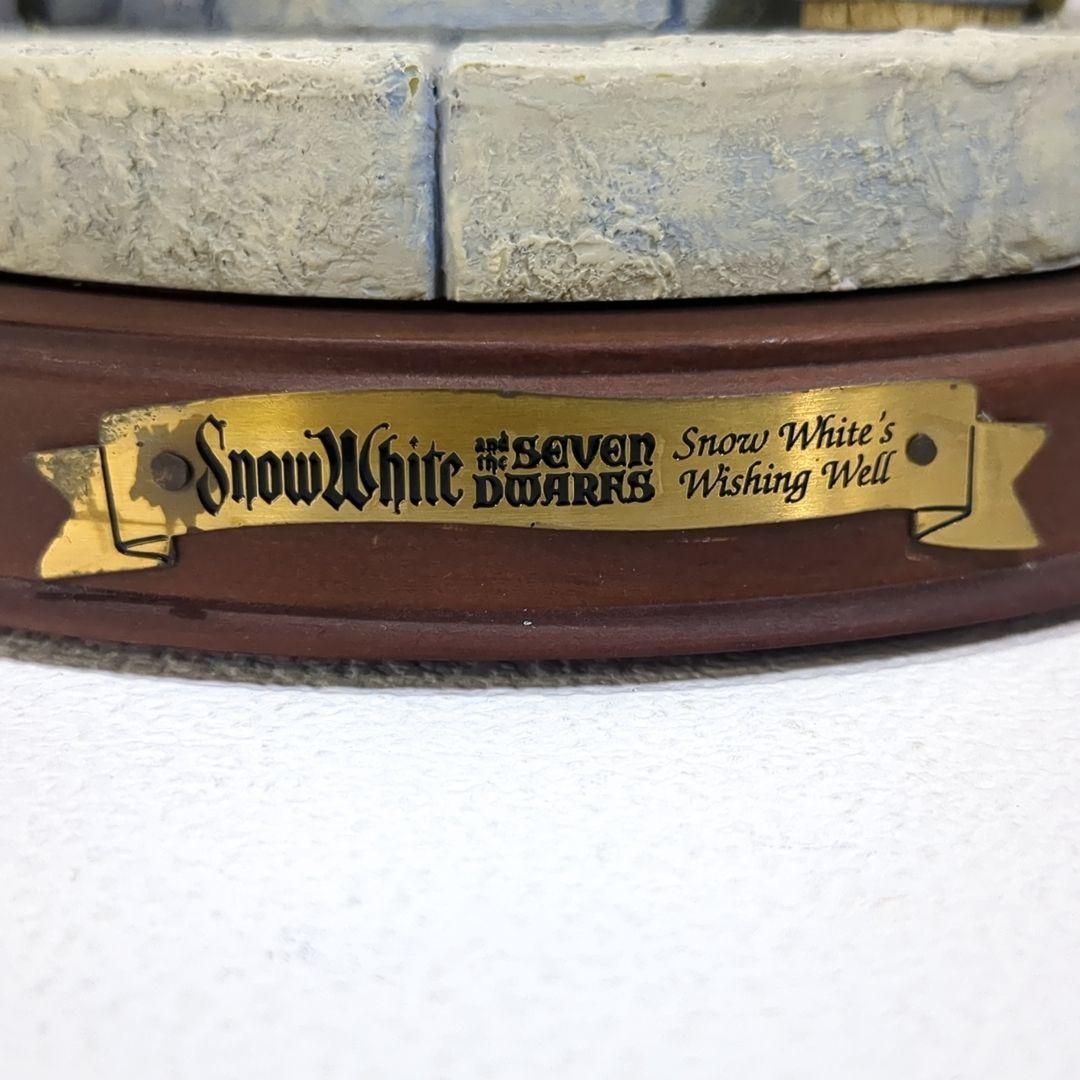 Snow White and the SEVEN DWARFS
Snow White's
Wishing Well